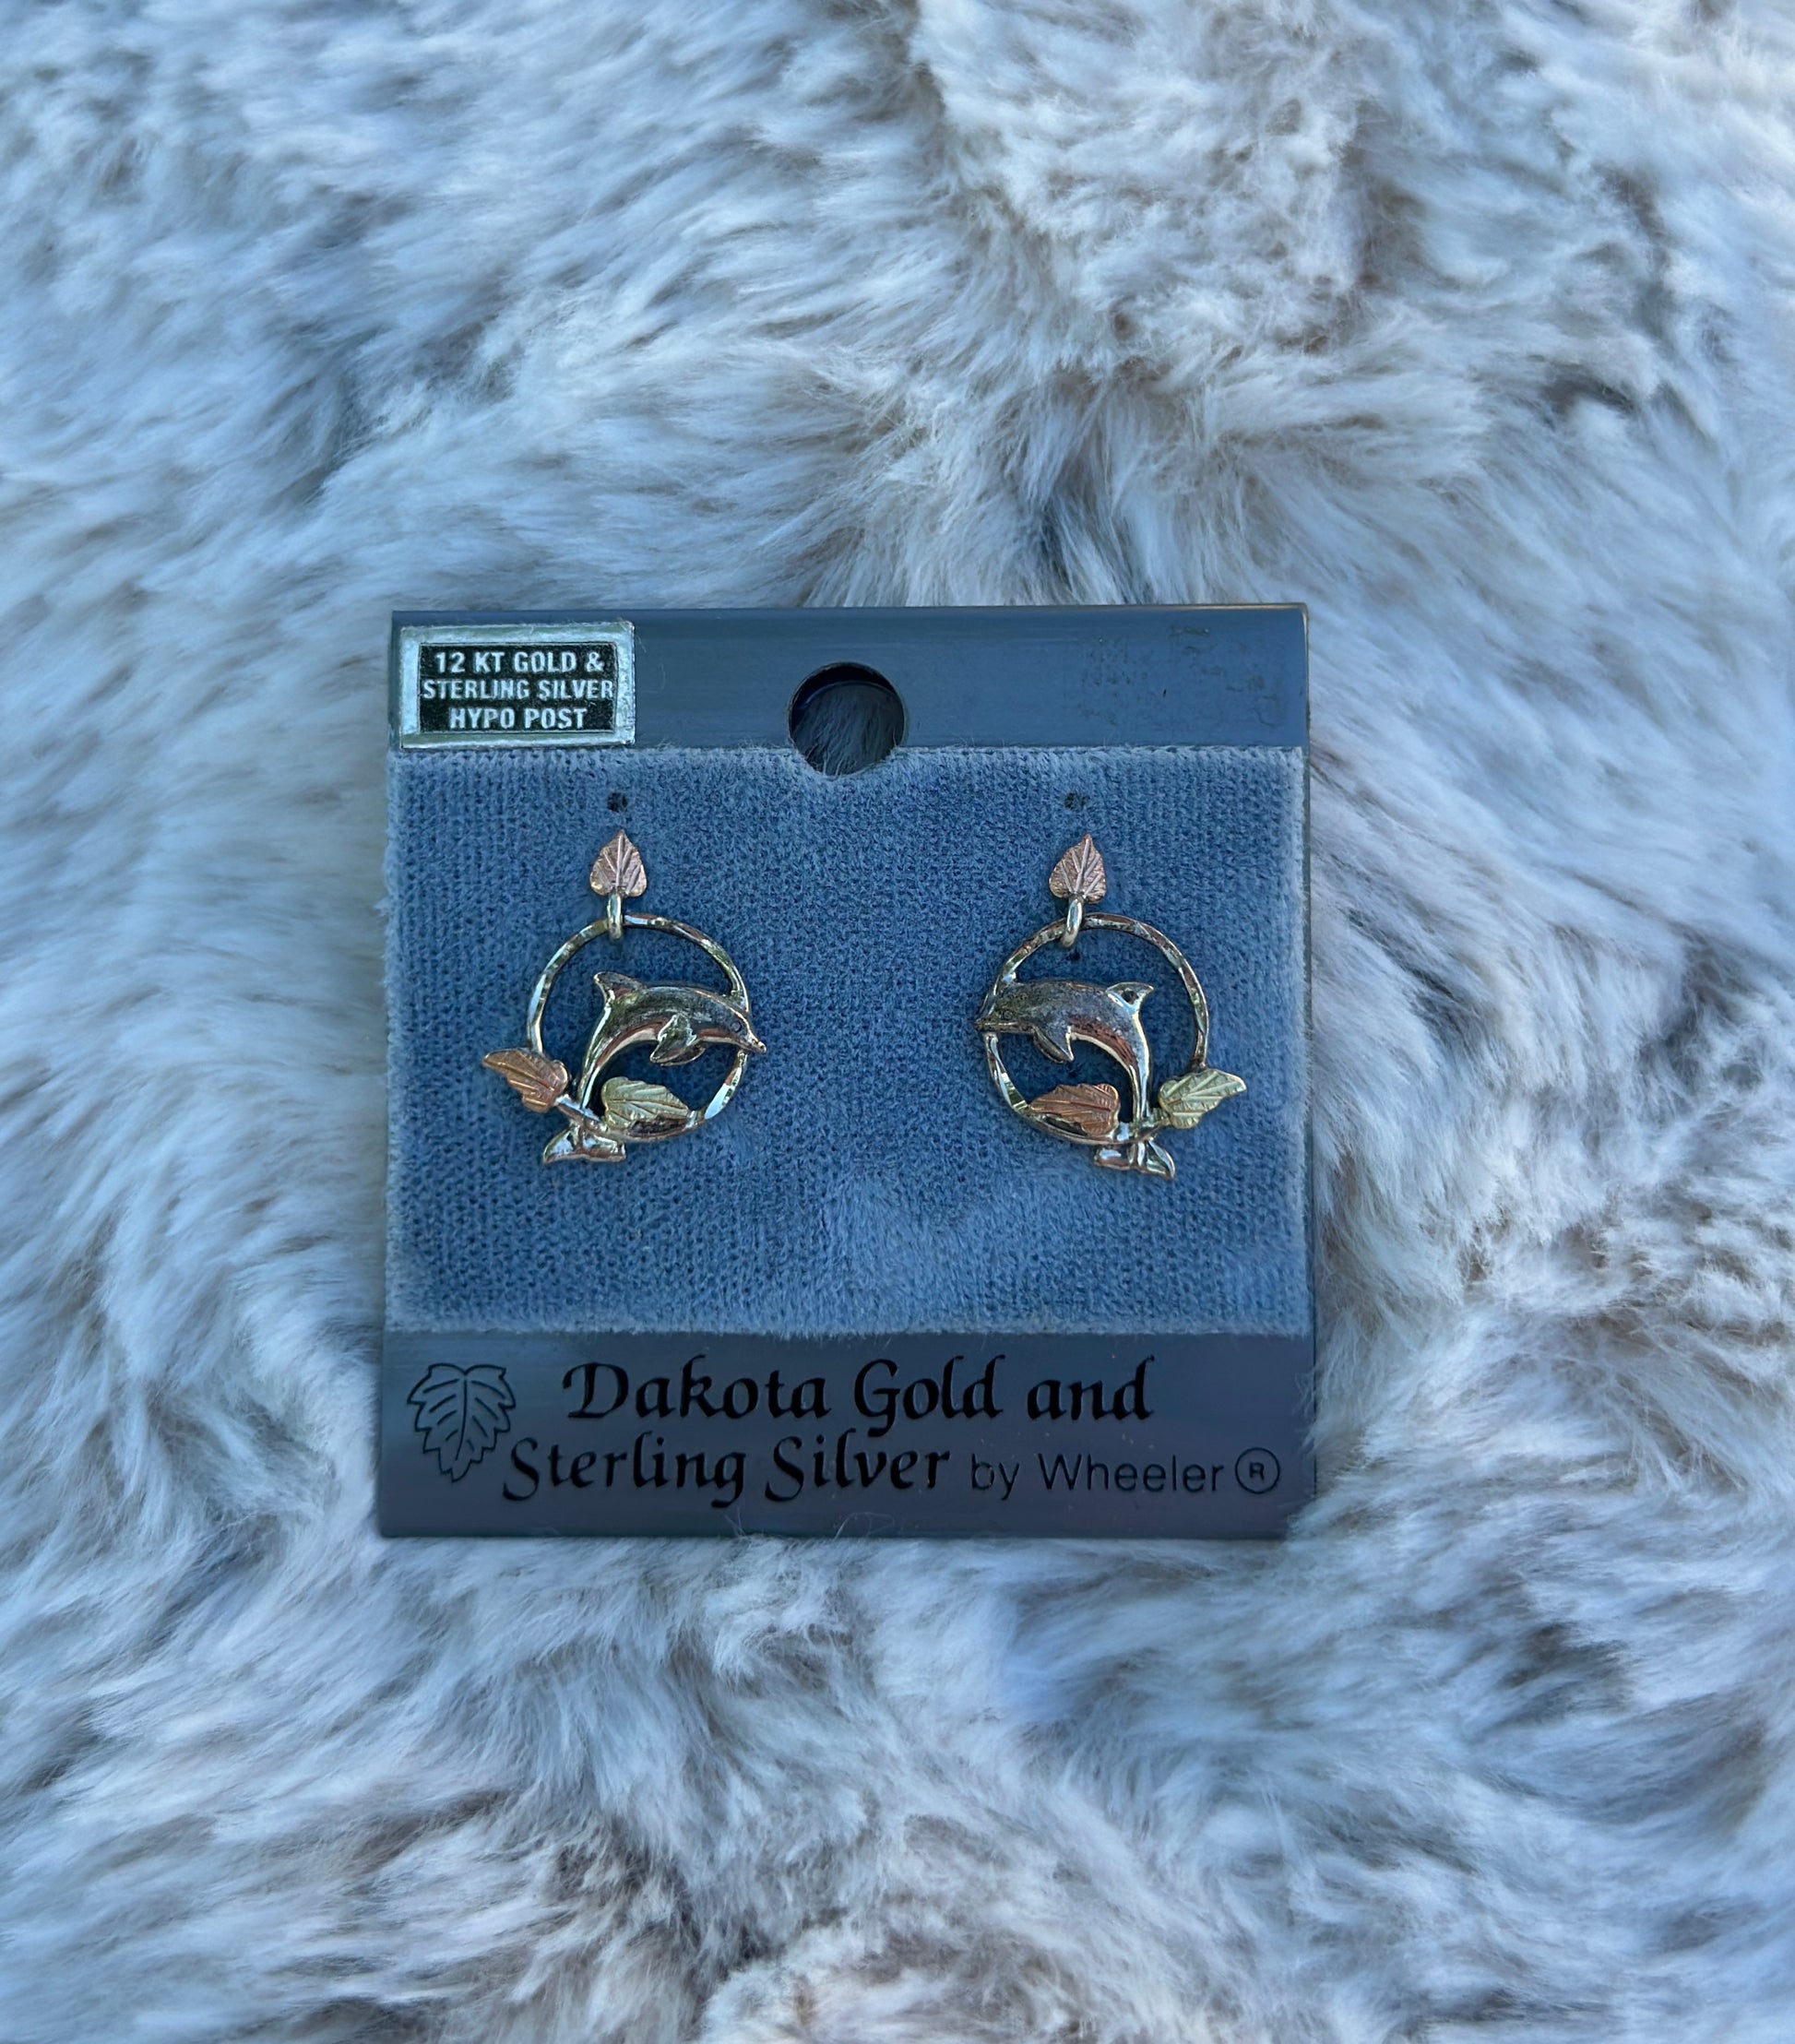 12 KT GOLD &
STERLING SILVER
HYPO POST
Dakota Gold and
Sterling Silver by Wheeler ®